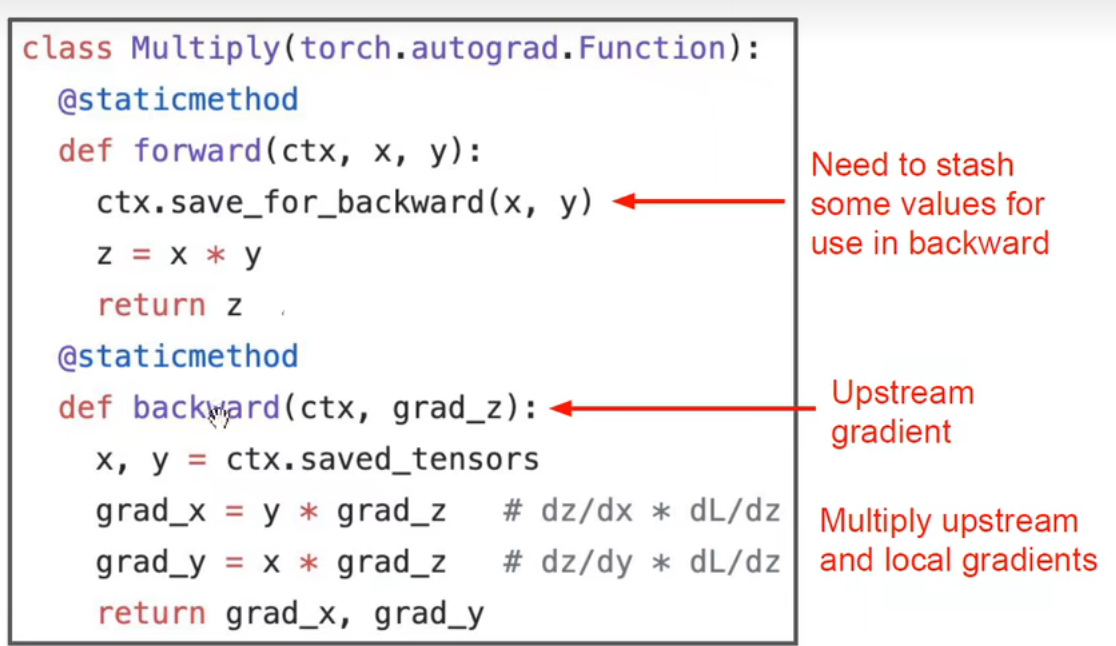 class Multiply(torch.autograd.Function):
@staticmethod
def forward(ctx, x, y):
ctx.save_for_backward(x, y)
Need to stash
some values for
use in backward
z = x * y
return z
@staticmethod
def backward(ctx, grad_z):
Upstream
gradient
x, y = ctx.saved_tensors
grad_x = y * grad_z # dz/dx * dL/dz
grad_y = x * grad_z # dz/dy * dL/dz
Multiply upstream
and local gradients
return grad_x, grad_y